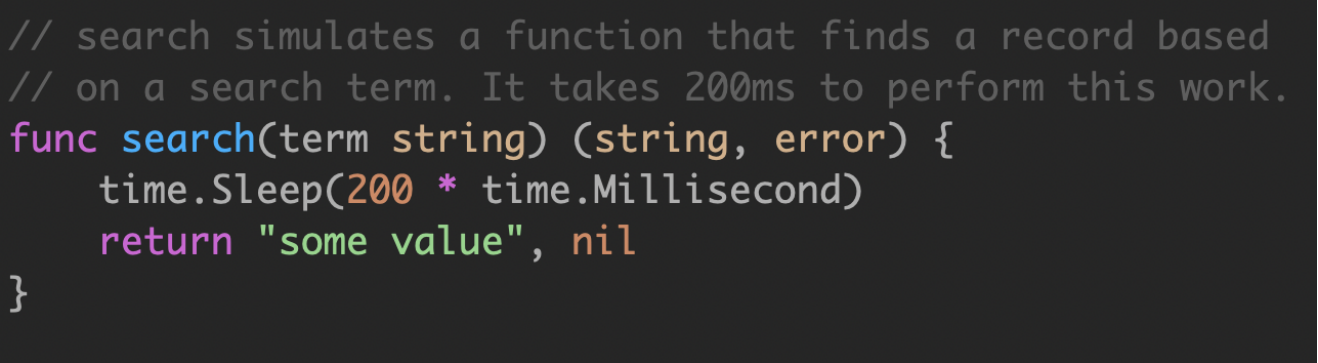 // search simulates a function that finds a record based
// on a search term. It takes 200ms to perform this work.
func search(term string) (string, error) {
    time.Sleep(200 * time.Millisecond)
    return "some value", nil
}